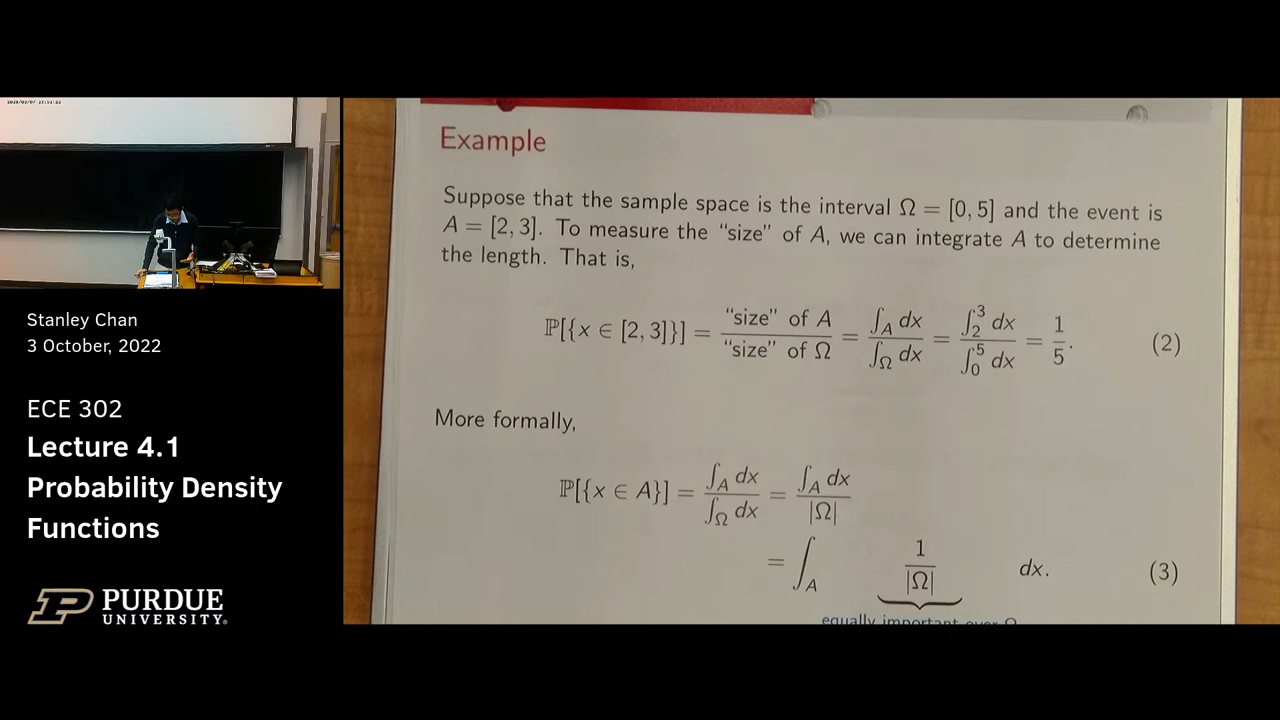 Example
Suppose that the sample space is the interval Ω = [0, 5] and the event is
A = [2, 3]. To measure the “size” of A, we can integrate A to determine
the length. That is,
ℙ[{x ∈ [2, 3]}] = “size” of A / “size” of Ω = ∫_A dx / ∫_Ω dx = ∫_2^3 dx / ∫_0^5 dx = 1/5. (2)
More formally,
ℙ[{x ∈ A}] = ∫_A dx / ∫_Ω dx = ∫_A dx / |Ω|
= ∫_A 1/|Ω| dx. (3)
equally important over Ω
Stanley Chan
3 October, 2022
ECE 302
Lecture 4.1
Probability Density
Functions
PURDUE
UNIVERSITY